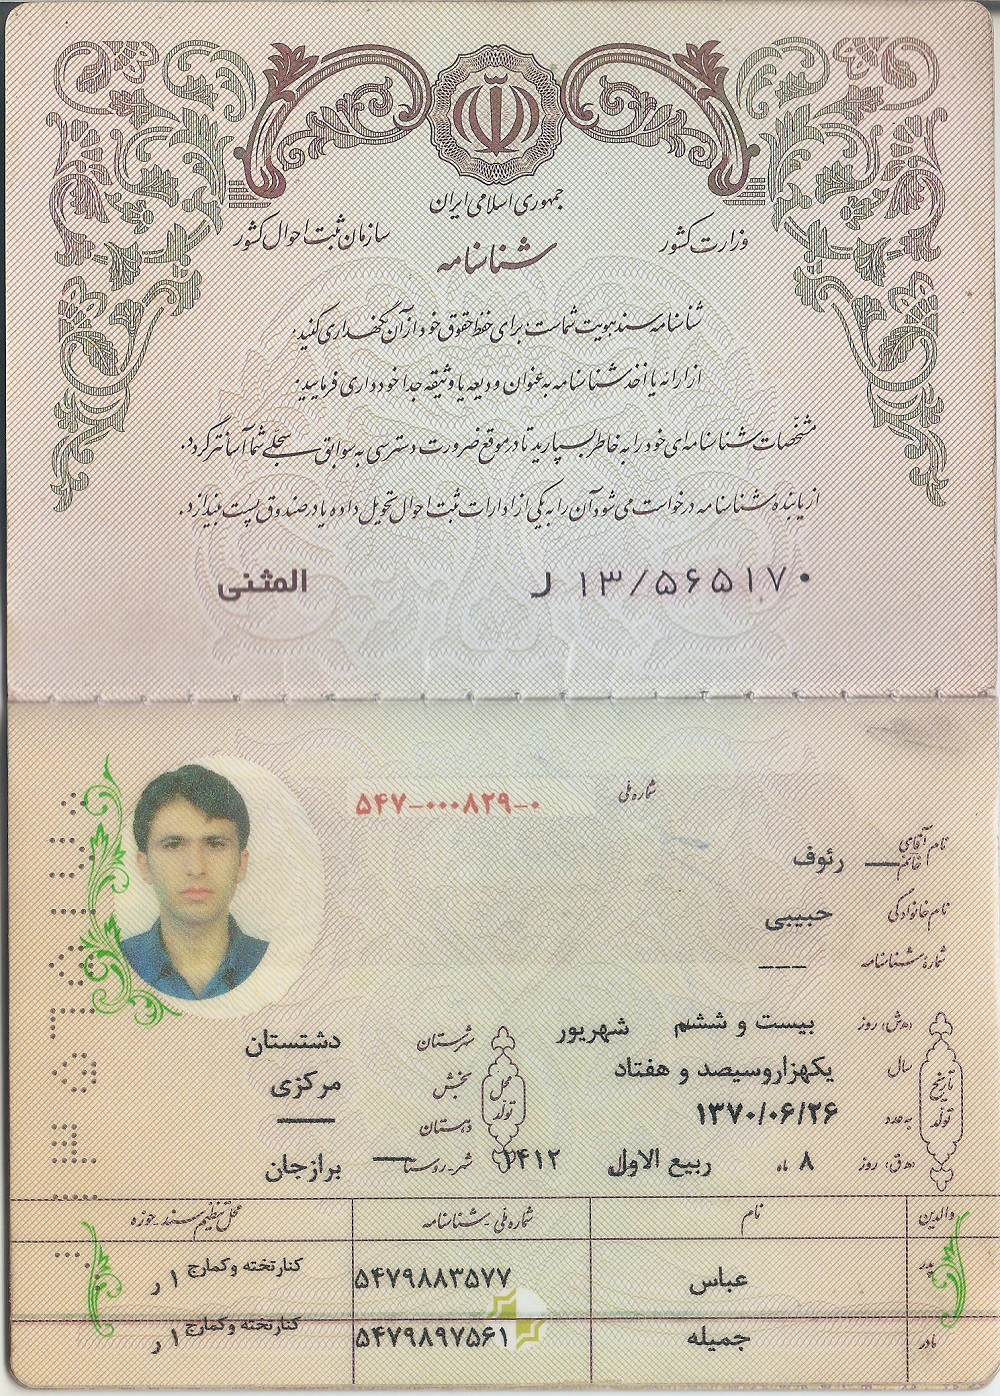 جمهوری اسلامی ایران
وزارت کشور
سازمان ثبت احوال کشور
شناسنامه
شناسنامه سند هویت شماست برای حفظ حقوق خود از آن نگهداری کنید.
از ارائه یا اخذ شناسنامه به عنوان ودیعه یا وثیقه جداً خودداری فرمایید.
مشخصات شناسنامه‌ای خود را به خاطر بسپارید تا در موقع ضرورت دسترسی به سوابق سجلی شما آسانتر گردد.
از یابنده شناسنامه درخواست می‌شود آن را به یکی از ادارات ثبت احوال تحویل داده یا در صندوق پست بیندازد.
ر ۱۳/۵۶۵۱۷۰ المثنی
شماره ملی ۵۴۷-۰۰۰۸۲۹-۰
نام آقای خانم — رئوف
نام خانوادگی حبیبی
شماره شناسنامه ———
تاریخ تولد
(ه.ش) روز بیست و ششم شهریور
سال یکهزاروسیصد و هفتاد
به عدد ۱۳۷۰/۰۶/۲۶
(ه.ق) روز ۸ ماه ربیع الاول ۱۴۱۲
محل تولد
شهرستان دشتستان
بخش مرکزی
دهستان ———
شهر-روستا — برازجان
والدین نام شماره ملی-شناسنامه محل تنظیم سند-حوزه
پدر عباس ۵۴۷۹۸۸۳۵۷۷ کنارتخته وکمارج ۱ ر
مادر جمیله ۵۴۷۹۸۹۷۵۶۱ کنارتخته وکمارج ۱ ر